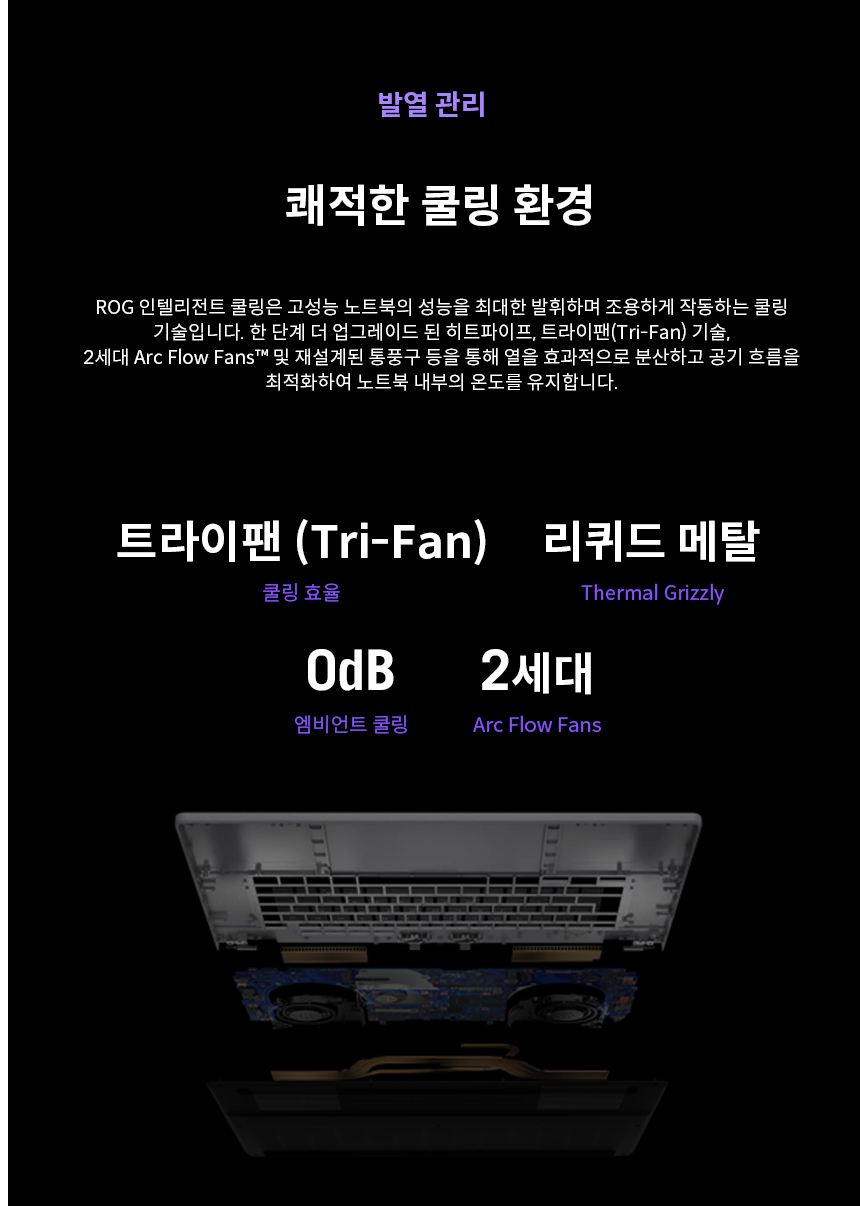 발열 관리
쾌적한 쿨링 환경
ROG 인텔리전트 쿨링은 고성능 노트북의 성능을 최대한 발휘하며 조용하게 작동하는 쿨링
기술입니다. 한 단계 더 업그레이드 된 히트파이프, 트라이팬(Tri-Fan) 기술,
2세대 Arc Flow Fans™ 및 재설계된 통풍구 등을 통해 열을 효과적으로 분산하고 공기 흐름을
최적화하여 노트북 내부의 온도를 유지합니다.
트라이팬 (Tri-Fan) 리퀴드 메탈
쿨링 효율 Thermal Grizzly
0dB 2세대
엠비언트 쿨링 Arc Flow Fans